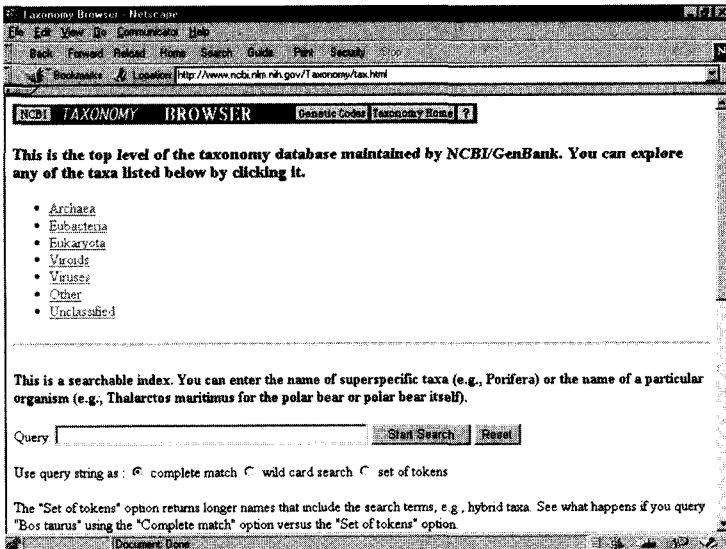 Taxonomy Browser - Netscape
File Edit View Go Communicator Help
Back Forward Reload Home Search Guide Print Security Stop
Bookmarks Location: http://www.ncbi.nlm.nih.gov/Taxonomy/tax.html
NCBI TAXONOMY BROWSER Genetic Codes Taxonomy Home ?
This is the top level of the taxonomy database maintained by NCBI/GenBank. You can explore
any of the taxa listed below by clicking it.
• Archaea
• Eubacteria
• Eukaryota
• Viroids
• Viruses
• Other
• Unclassified
This is a searchable index. You can enter the name of superspecific taxa (e.g., Porifera) or the name of a particular
organism (e.g., Thalarctos maritimus for the polar bear or polar bear itself).
Query: Start Search Reset
Use query string as : complete match wild card search set of tokens
The "Set of tokens" option returns longer names that include the search terms, e.g., hybrid taxa. See what happens if you query
"Bos taurus" using the "Complete match" option versus the "Set of tokens" option.
Document: Done